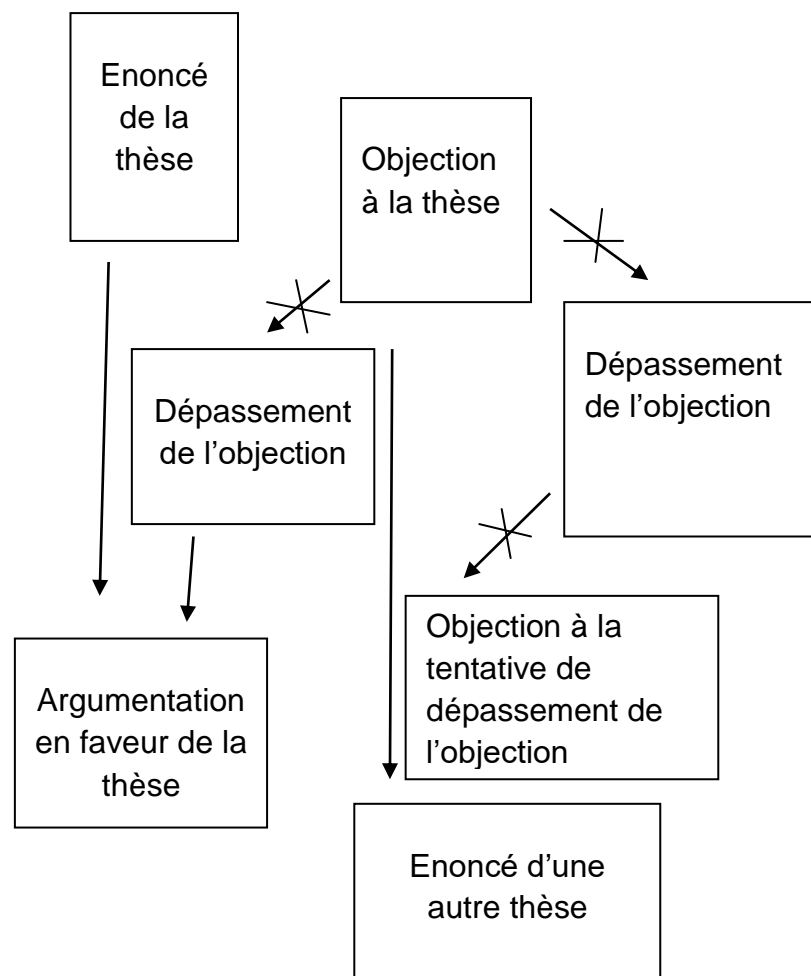 Enoncé
de la
thèse
Objection
à la thèse
Dépassement
de l’objection
Dépassement
de l’objection
Argumentation
en faveur de la
thèse
Objection à la
tentative de
dépassement de
l’objection
Enoncé d’une
autre thèse